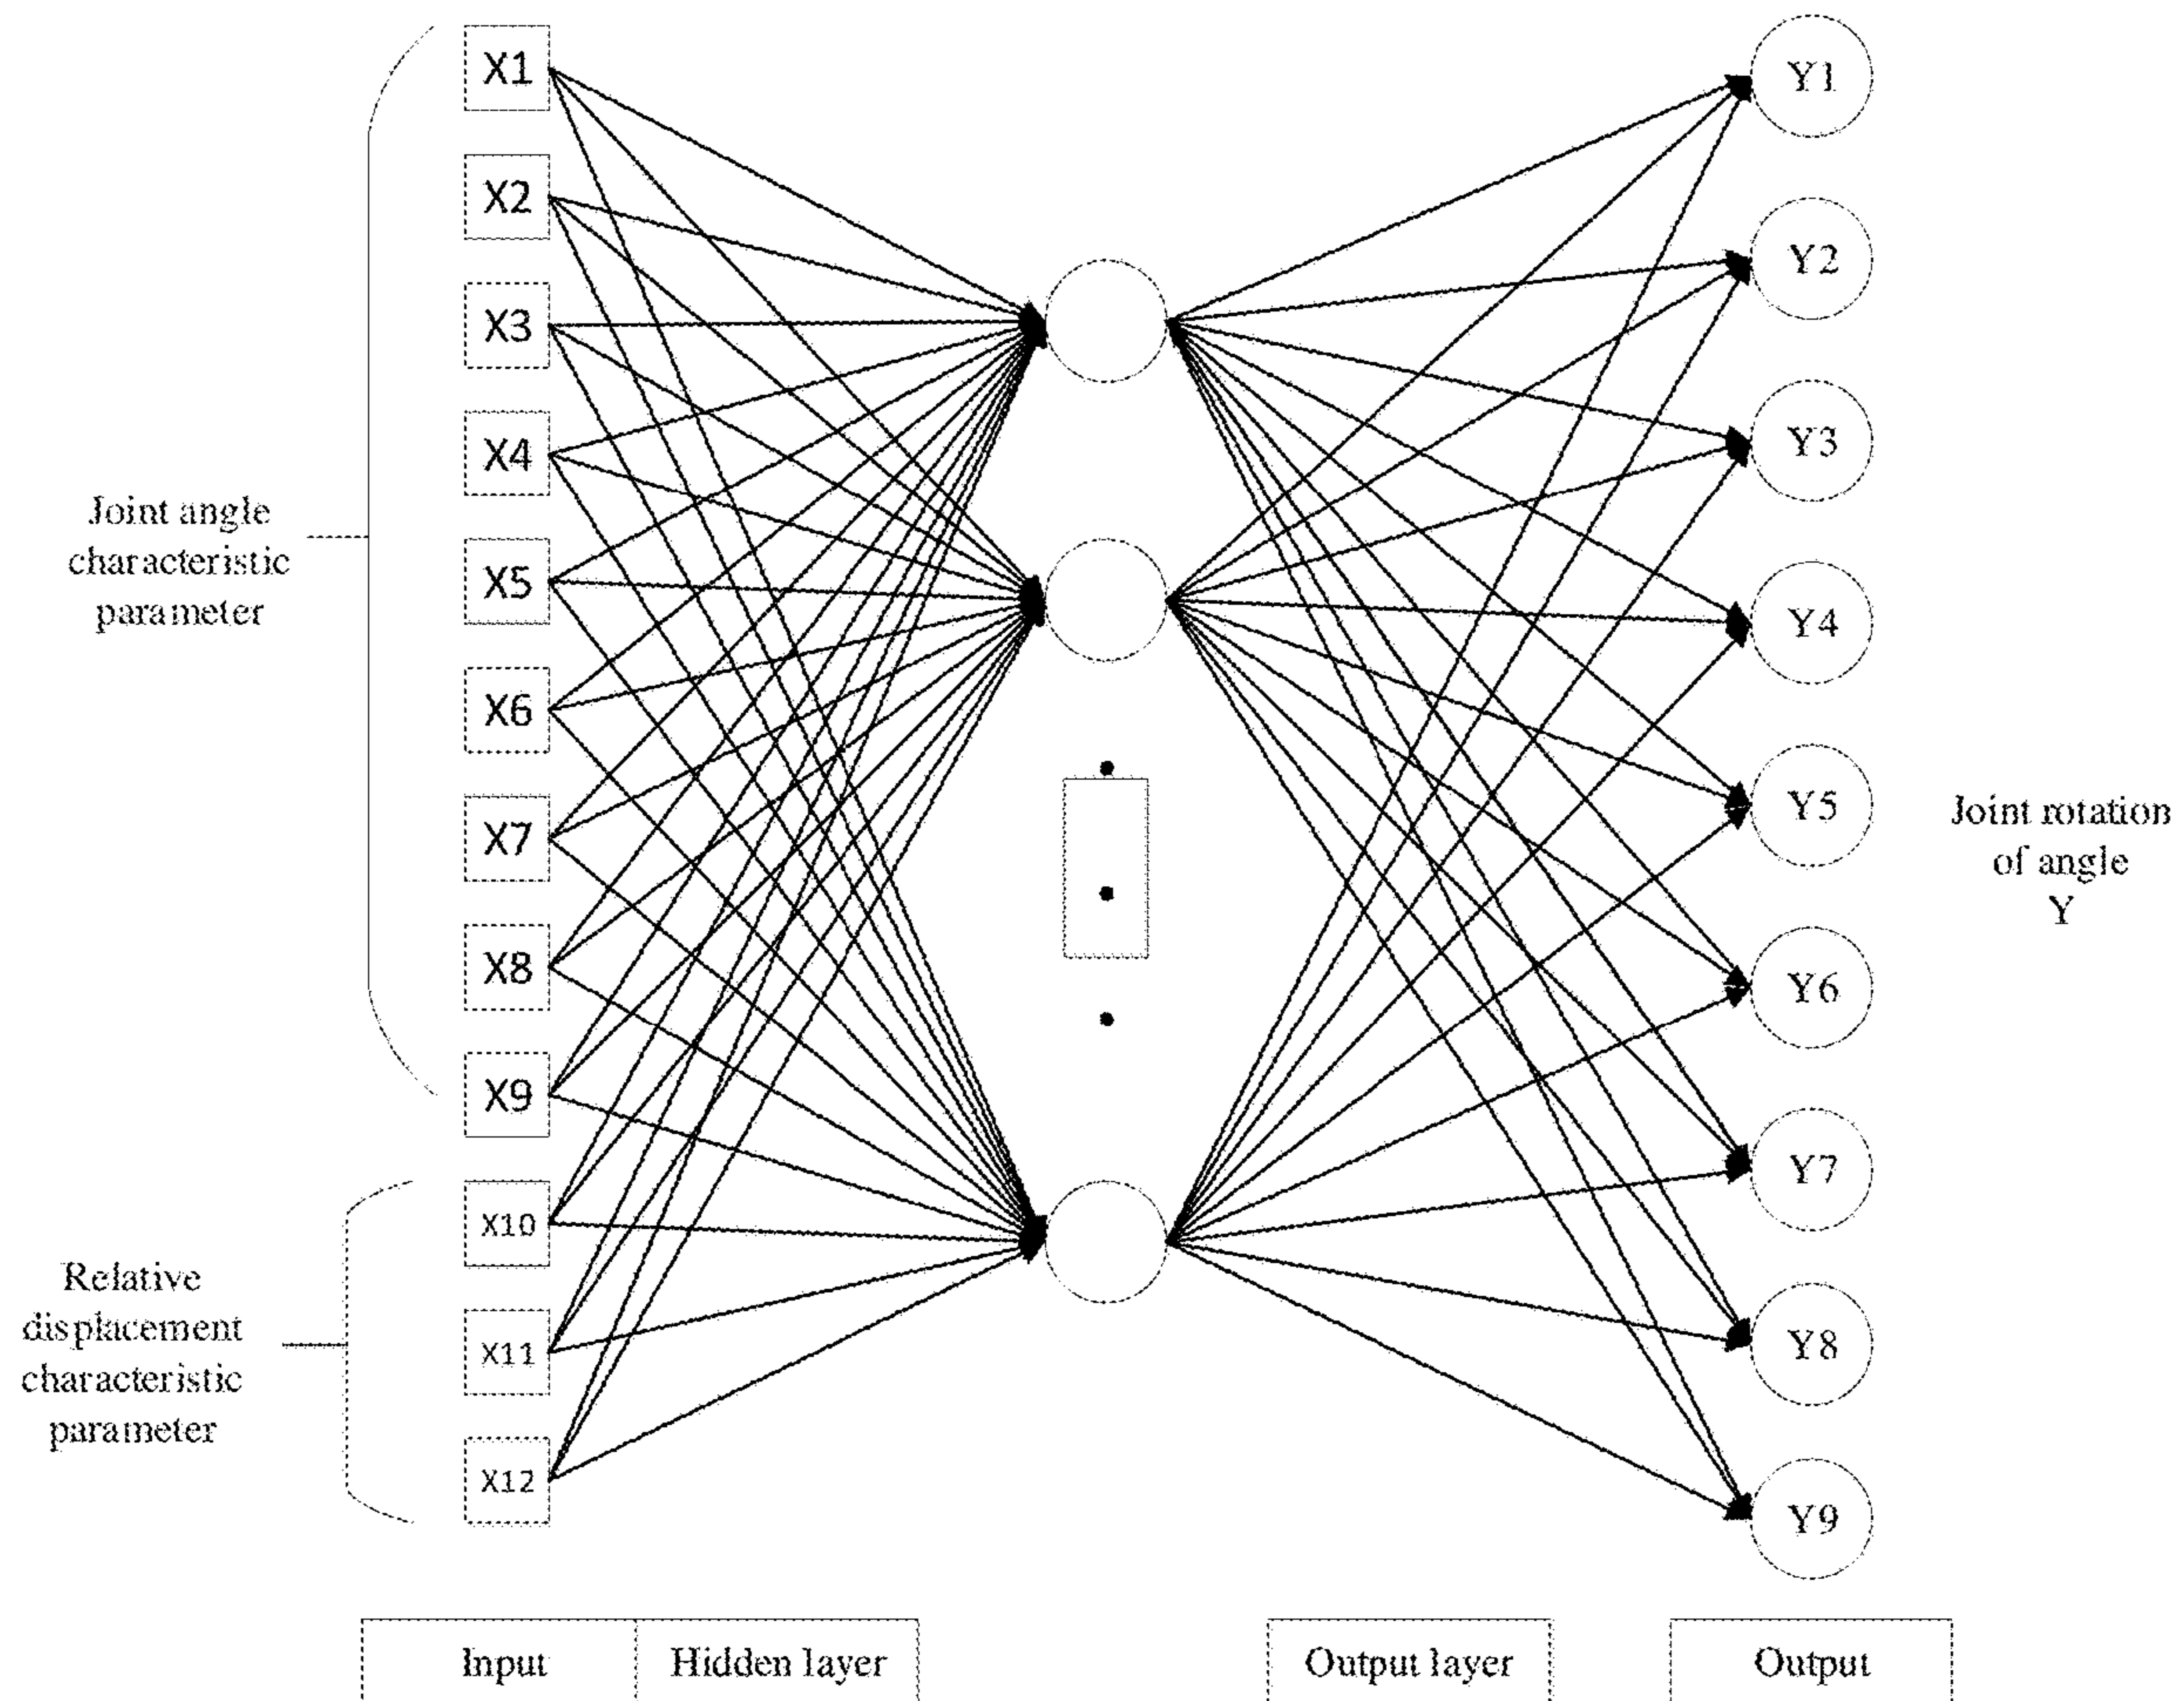 X1
X2
X3
X4
X5
X6
X7
X8
X9
X10
X11
X12
Joint angle
characteristic
parameter
Relative
displacement
characteristic
parameter
Y1
Y2
Y3
Y4
Y5
Y6
Y7
Y8
Y9
Joint rotation
of angle
Y
Input
Hidden layer
Output layer
Output